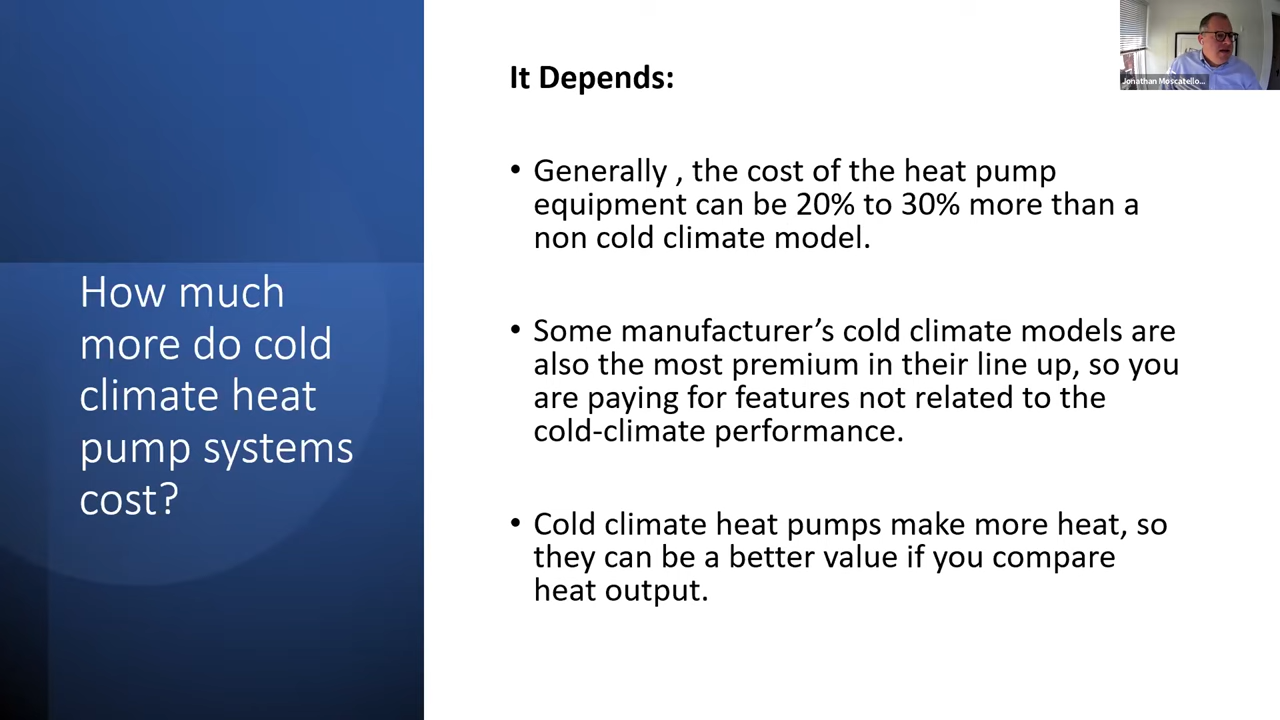 How much
more do cold
climate heat
pump systems
cost?
It Depends:
• Generally , the cost of the heat pump
equipment can be 20% to 30% more than a
non cold climate model.
• Some manufacturer’s cold climate models are
also the most premium in their line up, so you
are paying for features not related to the
cold-climate performance.
• Cold climate heat pumps make more heat, so
they can be a better value if you compare
heat output.
Jonathan Moscatello...